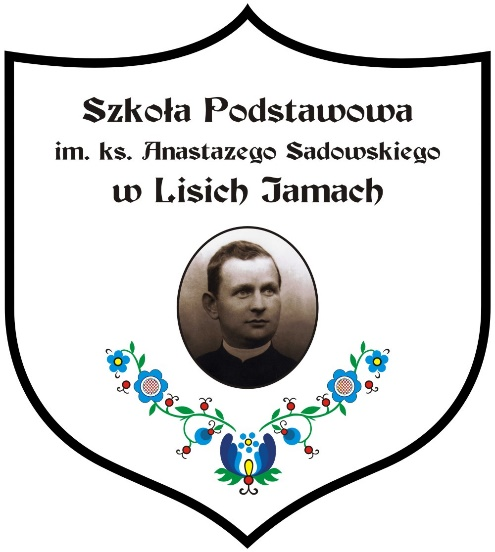 Szkoła Podstawowa
im. ks. Anastazego Sadowskiego
w Lisich Jamach